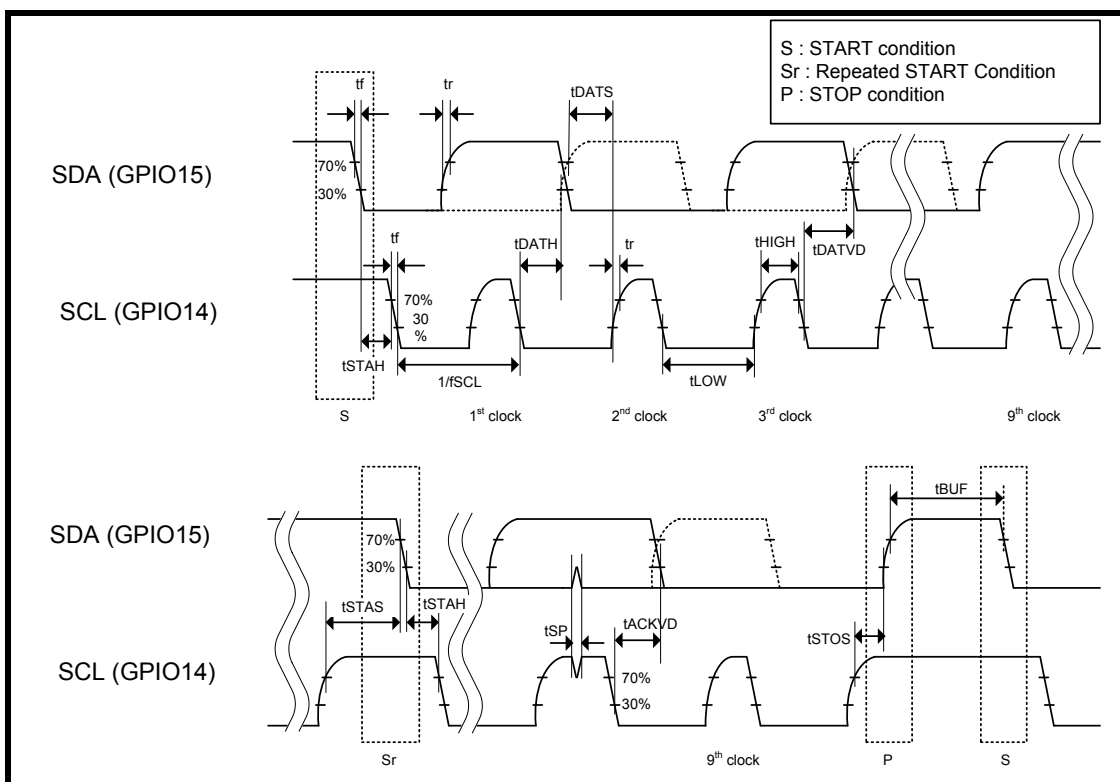 S : START condition
Sr : Repeated START Condition
P : STOP condition
tf
tr
tDATS
SDA (GPIO15)
70%
30%
tf
tDATH
tr
tHIGH
tDATVD
SCL (GPIO14)
70%
30
%
tSTAH
1/fSCL
tLOW
S
1st clock
2nd clock
3rd clock
9th clock
tBUF
SDA (GPIO15)
70%
30%
tSTAS
tSTAH
tSP
tACKVD
tSTOS
SCL (GPIO14)
70%
30%
Sr
9th clock
P
S